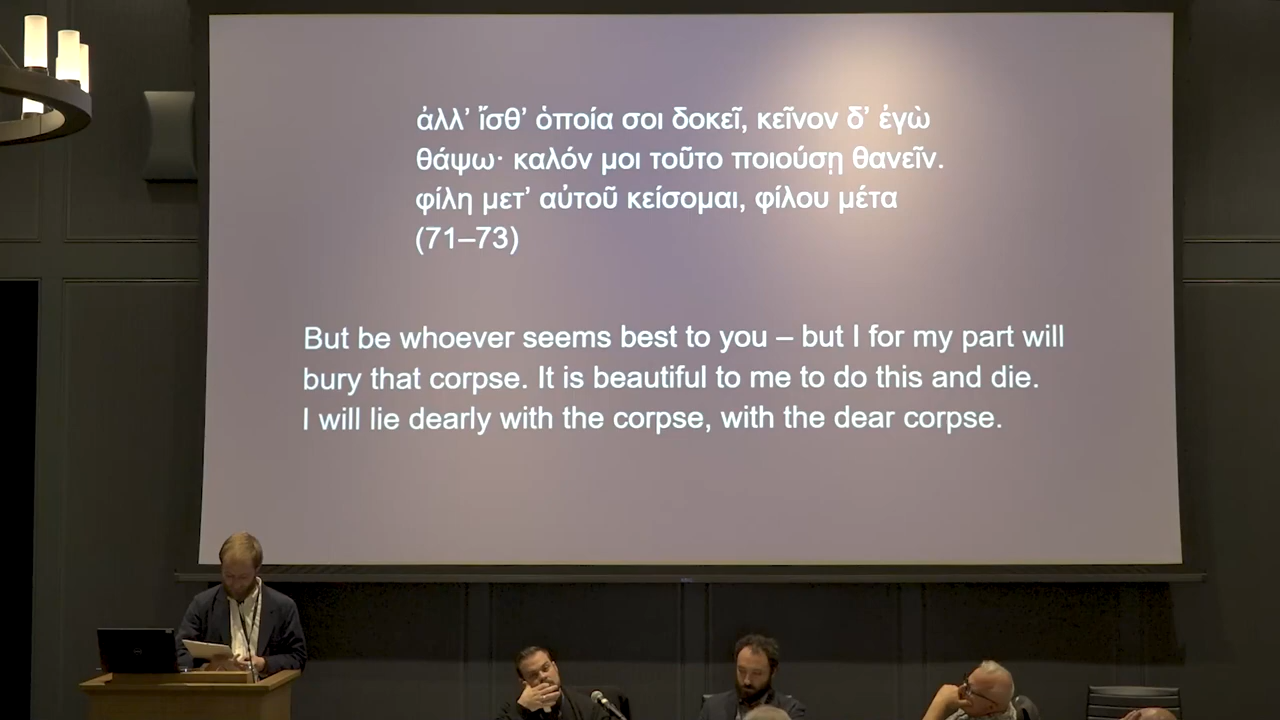 ἀλλ’ ἴσθ’ ὁποία σοι δοκεῖ, κεῖνον δ’ ἐγὼ
θάψω· καλόν μοι τοῦτο ποιούσῃ θανεῖν.
φίλη μετ’ αὐτοῦ κείσομαι, φίλου μέτα
(71–73)
But be whoever seems best to you – but I for my part will
bury that corpse. It is beautiful to me to do this and die.
I will lie dearly with the corpse, with the dear corpse.